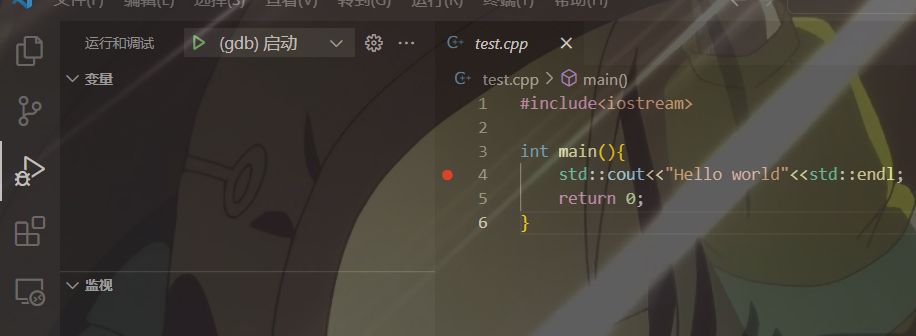 文件(F) 编辑(E) 选择(S) 查看(V) 转到(G) 运行(R) 终端(T) 帮助(H)
运行和调试 (gdb) 启动 ···
变量
监视
test.cpp
test.cpp > main()
1 #include<iostream>
2
3 int main(){
4 std::cout<<"Hello world"<<std::endl;
5 return 0;
6 }